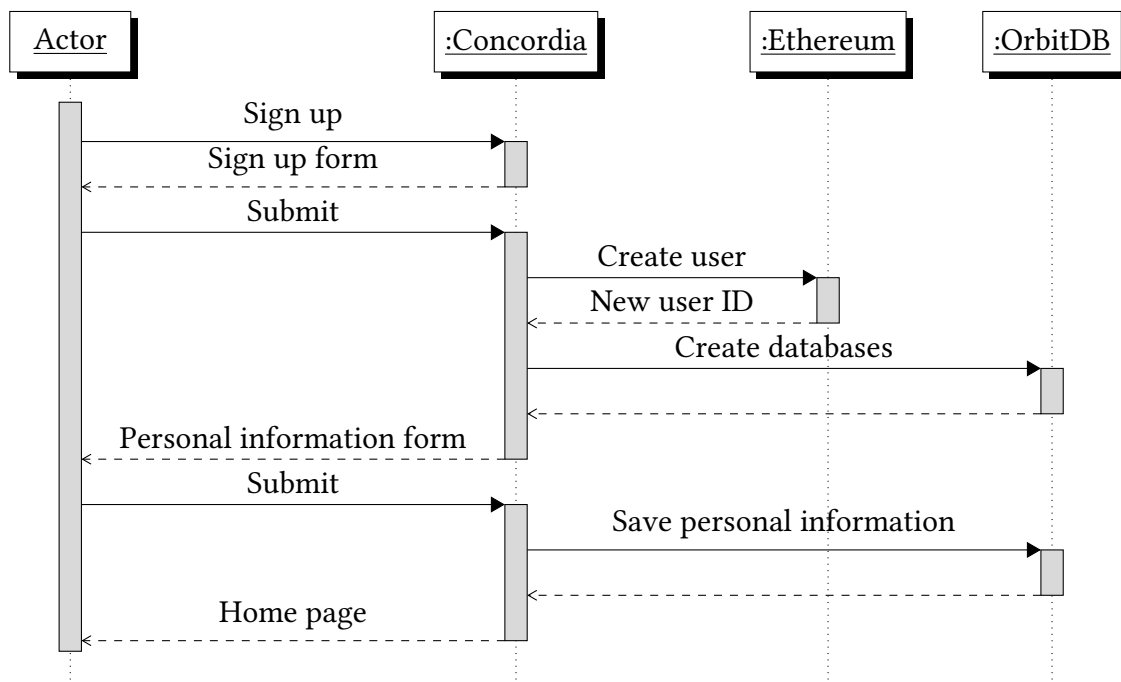 Actor
:Concordia
:Ethereum
:OrbitDB
Sign up
Sign up form
Submit
Create user
New user ID
Create databases
Personal information form
Submit
Save personal information
Home page